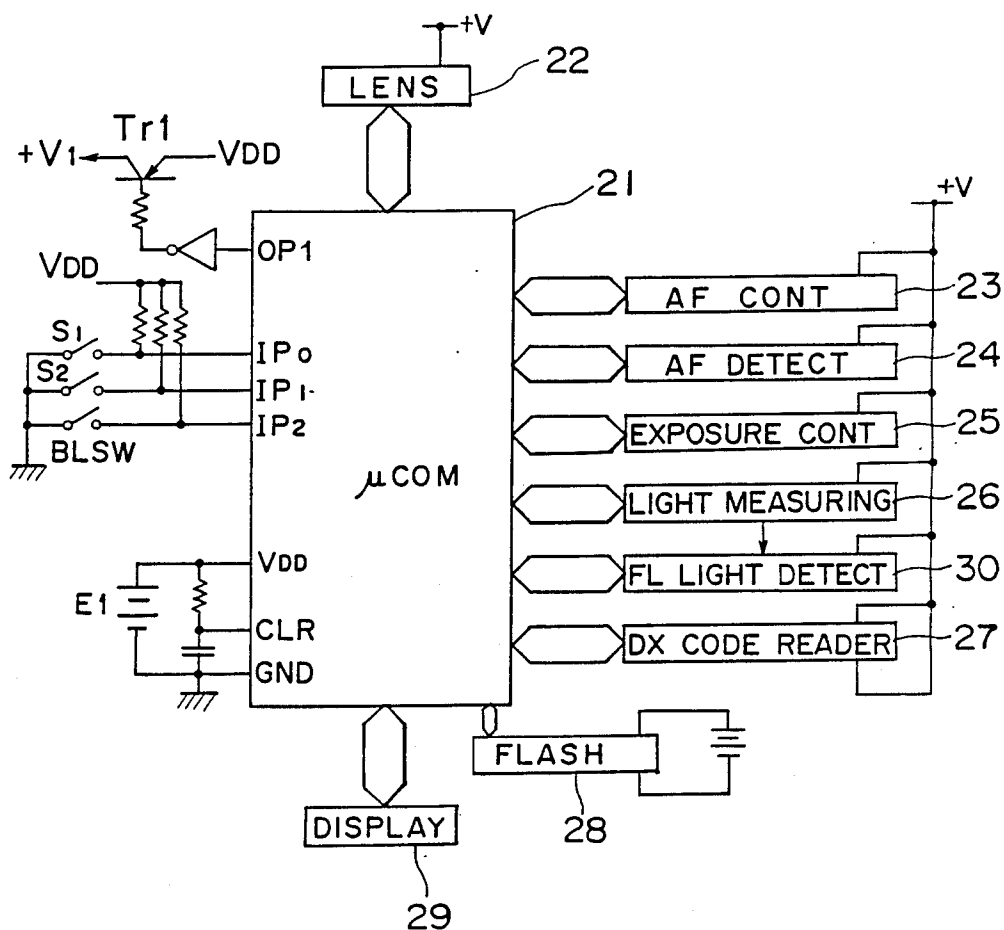 +V
22
LENS
Tr1
+V1
VDD
21
+V
OP1
VDD
AF CONT
23
S1
IP0
AF DETECT
24
S2
IP1
IP2
EXPOSURE CONT
25
BLSW
μCOM
LIGHT MEASURING
26
VDD
FL LIGHT DETECT
30
E1
CLR
DX CODE READER
27
GND
FLASH
28
DISPLAY
29